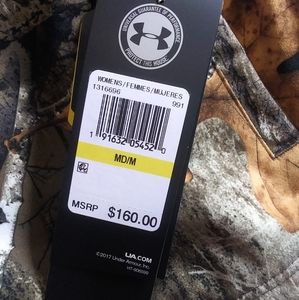 UNIVERSAL GUARANTEE OF PERFORMANCE
PROTECT THIS HOUSE
WOMENS/FEMMES/MUJERES
1316696 991
1 91632 05452 0
MD/M
MSRP $160.00
UA.COM
©2017 Under Armour, Inc.